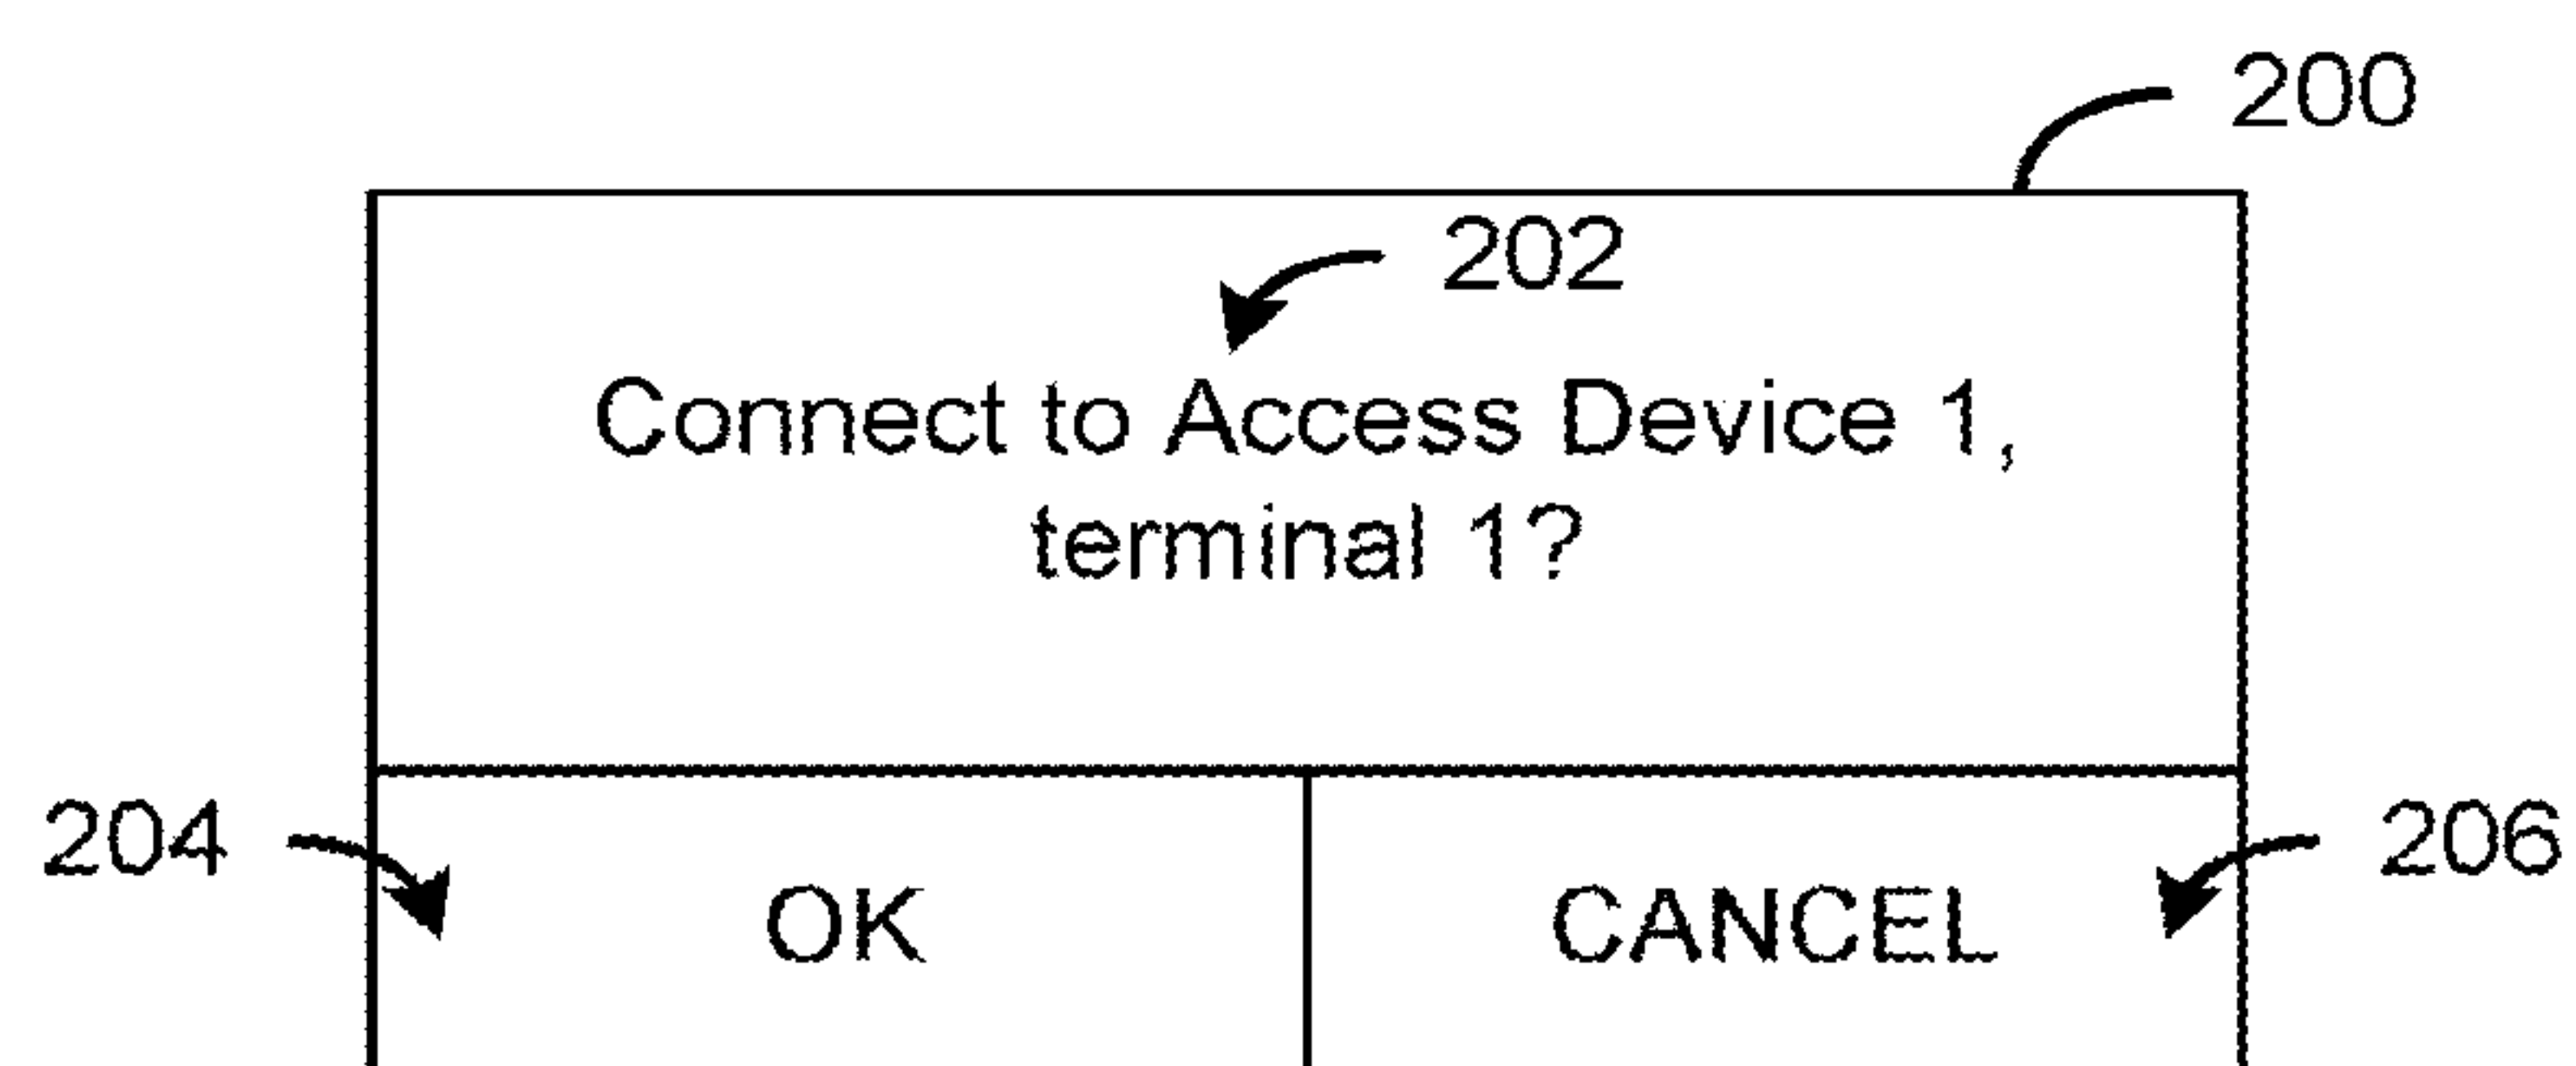 200
202
Connect to Access Device 1,
terminal 1?
204
206
OK
CANCEL